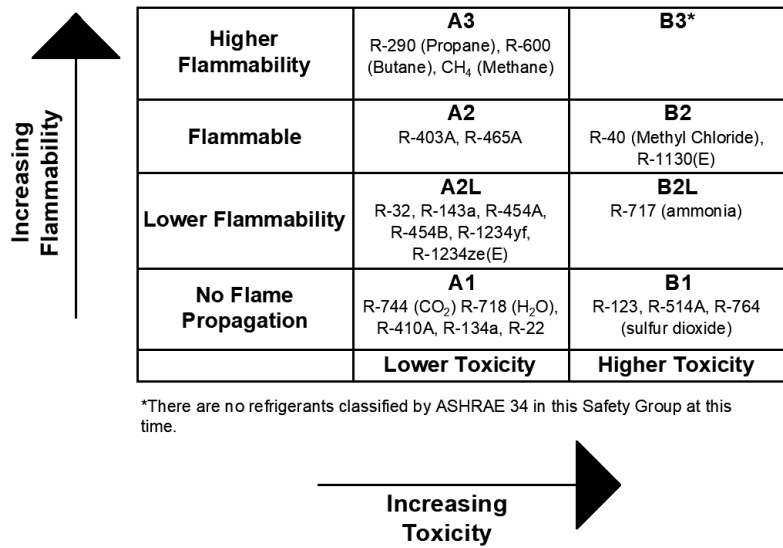 Increasing
Flammability
Higher
Flammability
A3
R-290 (Propane), R-600
(Butane), CH₄ (Methane)
B3*
Flammable
A2
R-403A, R-465A
B2
R-40 (Methyl Chloride),
R-1130(E)
Lower Flammability
A2L
R-32, R-143a, R-454A,
R-454B, R-1234yf,
R-1234ze(E)
B2L
R-717 (ammonia)
No Flame
Propagation
A1
R-744 (CO₂) R-718 (H₂O),
R-410A, R-134a, R-22
B1
R-123, R-514A, R-764
(sulfur dioxide)
Lower Toxicity
Higher Toxicity
*There are no refrigerants classified by ASHRAE 34 in this Safety Group at this
time.
Increasing
Toxicity